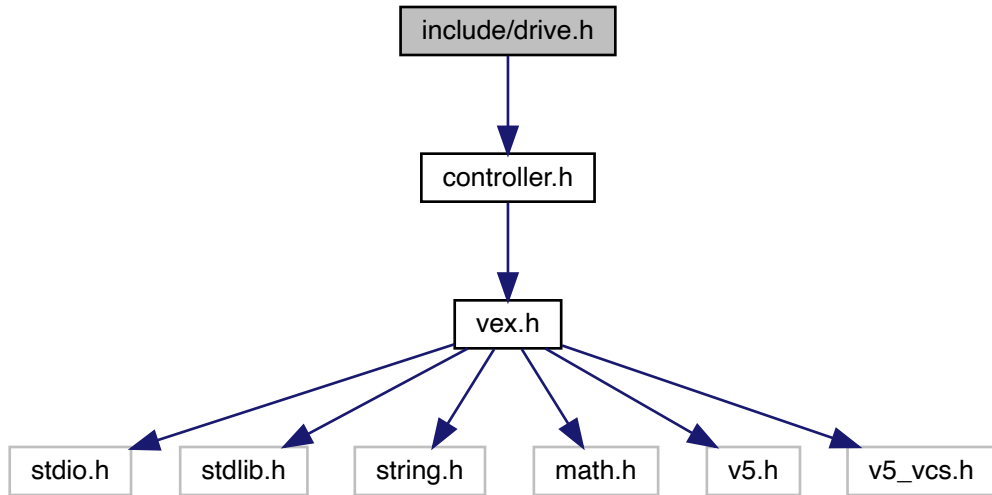 include/drive.h
controller.h
vex.h
stdio.h
stdlib.h
string.h
math.h
v5.h
v5_vcs.h